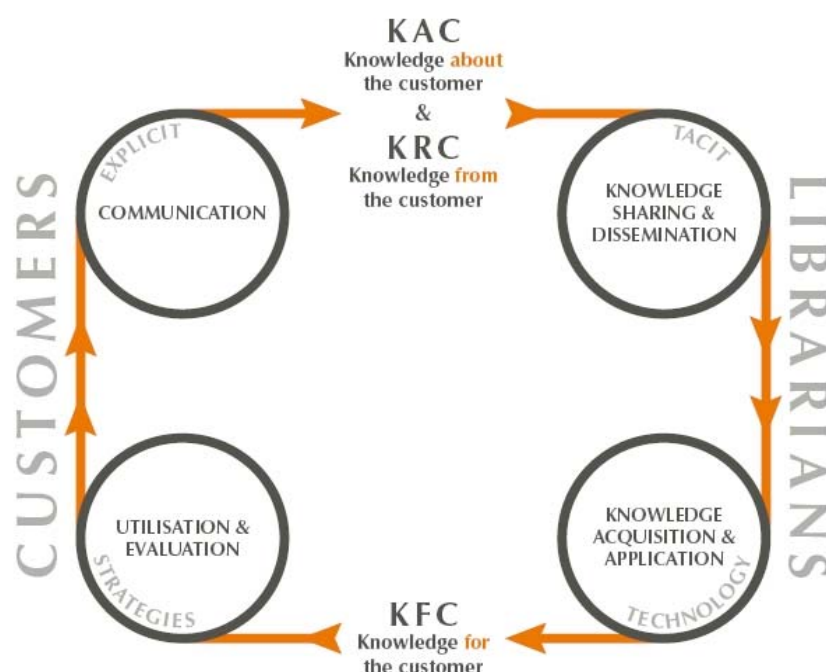 KAC
Knowledge about
the customer
&
KRC
Knowledge from
the customer
EXPLICIT
COMMUNICATION
TACIT
KNOWLEDGE
SHARING &
DISSEMINATION
CUSTOMERS
LIBRARIANS
UTILISATION &
EVALUATION
STRATEGIES
KNOWLEDGE
ACQUISITION &
APPLICATION
TECHNOLOGY
KFC
Knowledge for
the customer